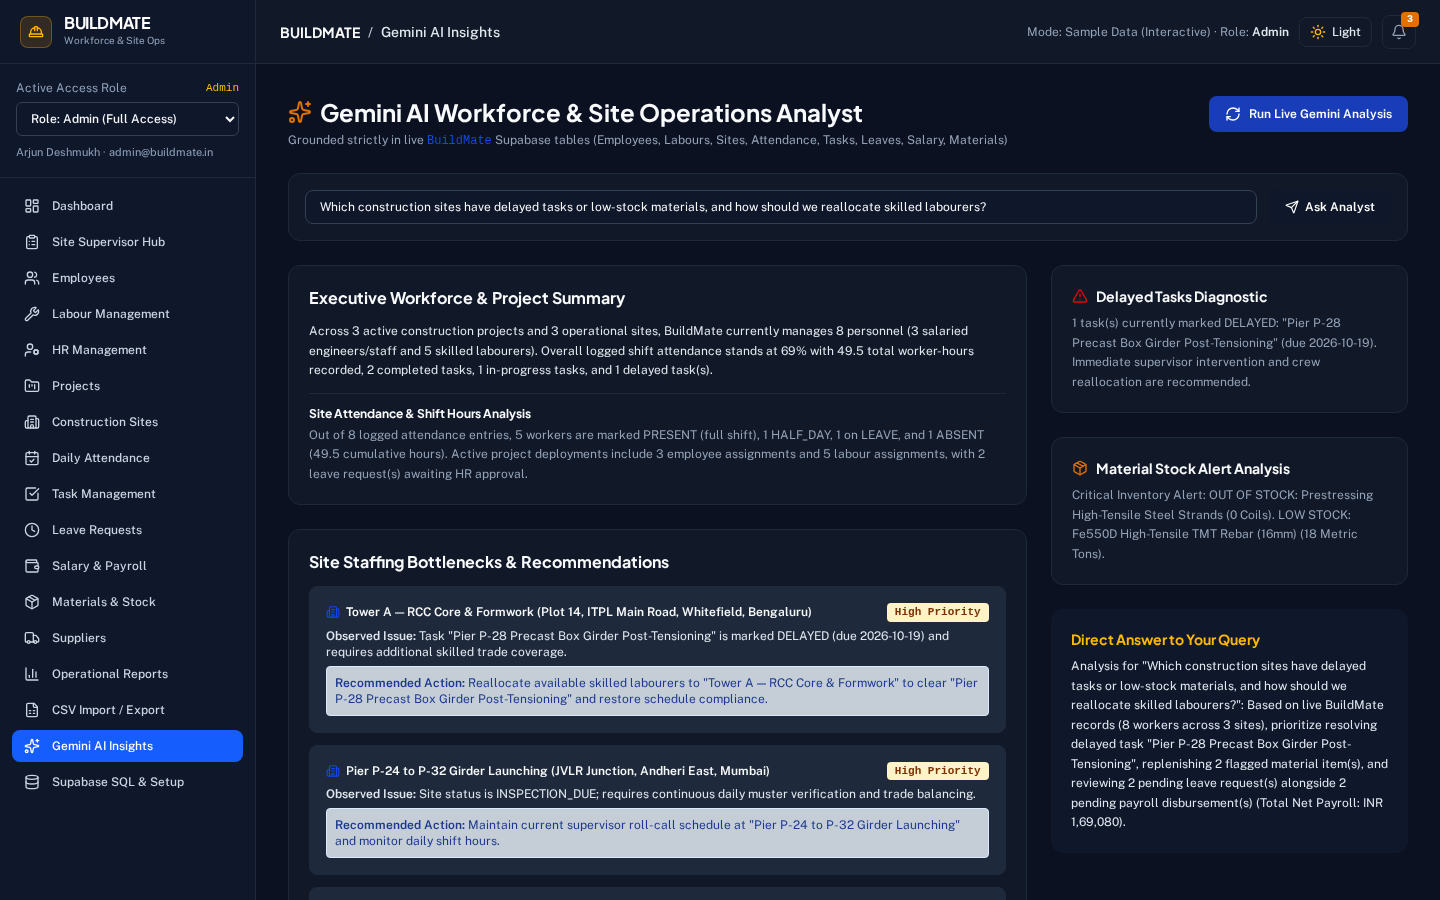 BUILDMATE
Workforce & Site Ops
Active Access Role
Admin
Role: Admin (Full Access)
Arjun Deshmukh · admin@buildmate.in
Dashboard
Site Supervisor Hub
Employees
Labour Management
HR Management
Projects
Construction Sites
Daily Attendance
Task Management
Leave Requests
Salary & Payroll
Materials & Stock
Suppliers
Operational Reports
CSV Import / Export
Gemini AI Insights
Supabase SQL & Setup
BUILDMATE / Gemini AI Insights
Mode: Sample Data (Interactive) · Role: Admin
Light
3
Gemini AI Workforce & Site Operations Analyst
Grounded strictly in live BuildMate Supabase tables (Employees, Labours, Sites, Attendance, Tasks, Leaves, Salary, Materials)
Run Live Gemini Analysis
Which construction sites have delayed tasks or low-stock materials, and how should we reallocate skilled labourers?
Ask Analyst
Executive Workforce & Project Summary
Across 3 active construction projects and 3 operational sites, BuildMate currently manages 8 personnel (3 salaried
engineers/staff and 5 skilled labourers). Overall logged shift attendance stands at 69% with 49.5 total worker-hours
recorded, 2 completed tasks, 1 in-progress tasks, and 1 delayed task(s).
Site Attendance & Shift Hours Analysis
Out of 8 logged attendance entries, 5 workers are marked PRESENT (full shift), 1 HALF_DAY, 1 on LEAVE, and 1 ABSENT
(49.5 cumulative hours). Active project deployments include 3 employee assignments and 5 labour assignments, with 2
leave request(s) awaiting HR approval.
Site Staffing Bottlenecks & Recommendations
Tower A — RCC Core & Formwork (Plot 14, ITPL Main Road, Whitefield, Bengaluru)
High Priority
Observed Issue: Task "Pier P-28 Precast Box Girder Post-Tensioning" is marked DELAYED (due 2026-10-19) and
requires additional skilled trade coverage.
Recommended Action: Reallocate available skilled labourers to "Tower A — RCC Core & Formwork" to clear "Pier
P-28 Precast Box Girder Post-Tensioning" and restore schedule compliance.
Pier P-24 to P-32 Girder Launching (JVLR Junction, Andheri East, Mumbai)
High Priority
Observed Issue: Site status is INSPECTION_DUE; requires continuous daily muster verification and trade balancing.
Recommended Action: Maintain current supervisor roll-call schedule at "Pier P-24 to P-32 Girder Launching"
and monitor daily shift hours.
Delayed Tasks Diagnostic
1 task(s) currently marked DELAYED: "Pier P-28
Precast Box Girder Post-Tensioning" (due 2026-10-19).
Immediate supervisor intervention and crew
reallocation are recommended.
Material Stock Alert Analysis
Critical Inventory Alert: OUT OF STOCK: Prestressing
High-Tensile Steel Strands (0 Coils). LOW STOCK:
Fe550D High-Tensile TMT Rebar (16mm) (18 Metric
Tons).
Direct Answer to Your Query
Analysis for "Which construction sites have delayed
tasks or low-stock materials, and how should we
reallocate skilled labourers?": Based on live BuildMate
records (8 workers across 3 sites), prioritize resolving
delayed task "Pier P-28 Precast Box Girder Post-
Tensioning", replenishing 2 flagged material item(s), and
reviewing 2 pending leave request(s) alongside 2
pending payroll disbursement(s) (Total Net Payroll: INR
1,69,080).